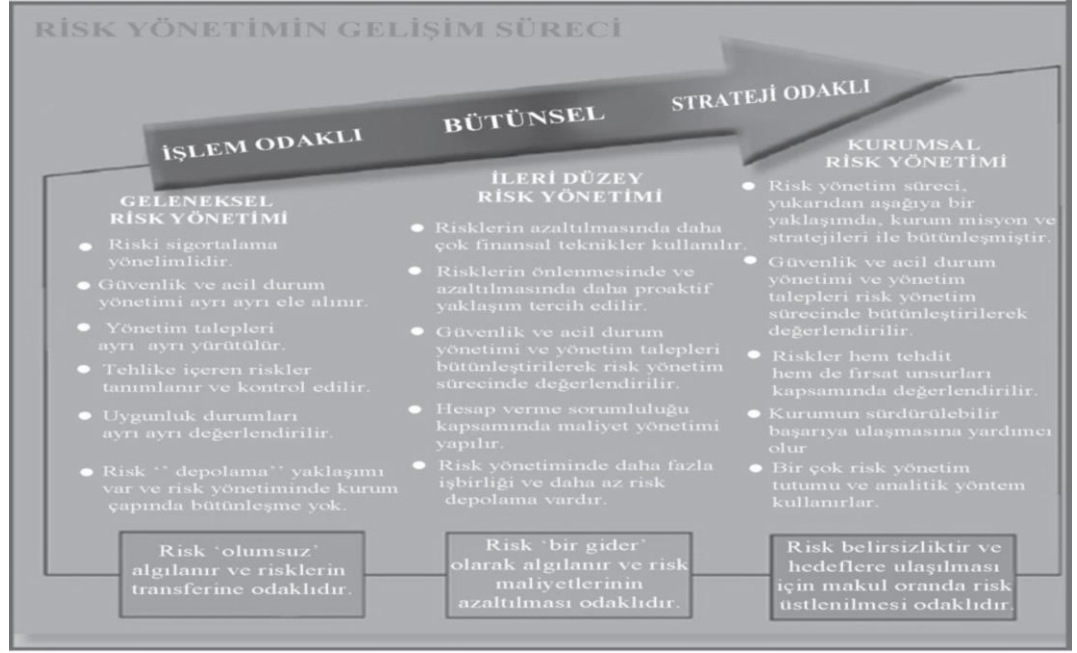 RİSK YÖNETİMİN GELİŞİM SÜRECİ
İŞLEM ODAKLI
BÜTÜNSEL
STRATEJİ ODAKLI
GELENEKSEL
RİSK YÖNETİMİ
● Riski sigortalama
yönelimlidir.
● Güvenlik ve acil durum
yönetimi ayrı ayrı ele alınır.
● Yönetim talepleri
ayrı ayrı yürütülür.
● Tehlike içeren riskler
tanımlanır ve kontrol edilir.
● Uygunluk durumları
ayrı ayrı değerlendirilir.
● Risk ‘‘ depolama’’ yaklaşımı
var ve risk yönetiminde kurum
çapında bütünleşme yok.
Risk ‘olumsuz’
algılanır ve risklerin
transferine odaklıdır.
İLERİ DÜZEY
RİSK YÖNETİMİ
● Risklerin azaltılmasında daha
çok finansal teknikler kullanılır.
● Risklerin önlenmesinde ve
azaltılmasında daha proaktif
yaklaşım tercih edilir.
● Güvenlik ve acil durum
yönetimi ve yönetim talepleri
bütünleştirilerek risk yönetim
sürecinde değerlendirilir.
● Hesap verme sorumluluğu
kapsamında maliyet yönetimi
yapılır.
● Risk yönetiminde daha fazla
işbirliği ve daha az risk
depolama vardır.
Risk ‘bir gider’
olarak algılanır ve risk
maliyetlerinin
azaltılması odaklıdır.
KURUMSAL
RİSK YÖNETİMİ
● Risk yönetim süreci,
yukarıdan aşağıya bir
yaklaşımda, kurum misyon ve
stratejileri ile bütünleşmiştir.
● Güvenlik ve acil durum
yönetimi ve yönetim
talepleri risk yönetim
sürecinde bütünleştirilerek
değerlendirilir.
● Riskler hem tehdit
hem de fırsat unsurları
kapsamında değerlendirilir.
● Kurumun sürdürülebilir
başarıya ulaşmasına yardımcı
olur
● Bir çok risk yönetim
tutumu ve analitik yöntem
kullanırlar.
Risk belirsizliktir ve
hedeflere ulaşılması
için makul oranda risk
üstlenilmesi odaklıdır.